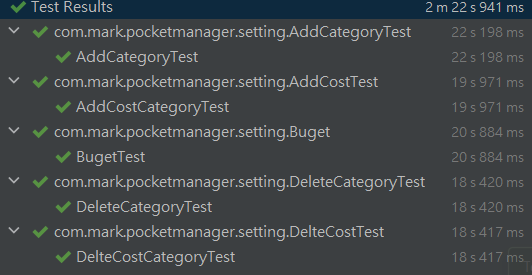 Test Results 2 m 22 s 941 ms
com.mark.pocketmanager.setting.AddCategoryTest 22 s 198 ms
AddCategoryTest 22 s 198 ms
com.mark.pocketmanager.setting.AddCostTest 19 s 971 ms
AddCostCategoryTest 19 s 971 ms
com.mark.pocketmanager.setting.Buget 20 s 884 ms
BugetTest 20 s 884 ms
com.mark.pocketmanager.setting.DeleteCategoryTest 18 s 420 ms
DeleteCategoryTest 18 s 420 ms
com.mark.pocketmanager.setting.DelteCostTest 18 s 417 ms
DelteCostCategoryTest 18 s 417 ms